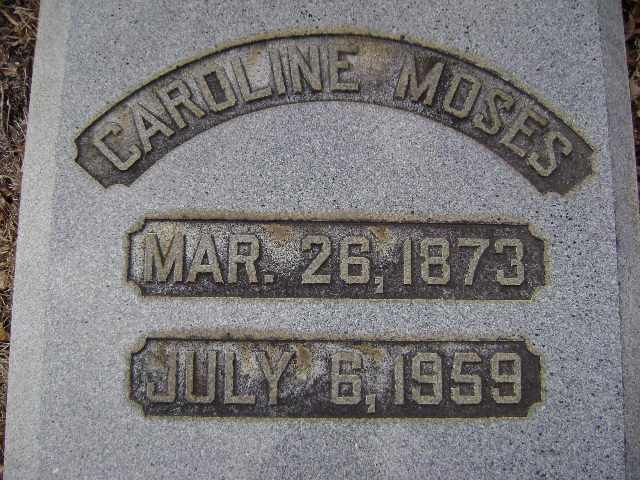 CAROLINE MOSES
MAR. 26, 1873
JULY 6, 1959